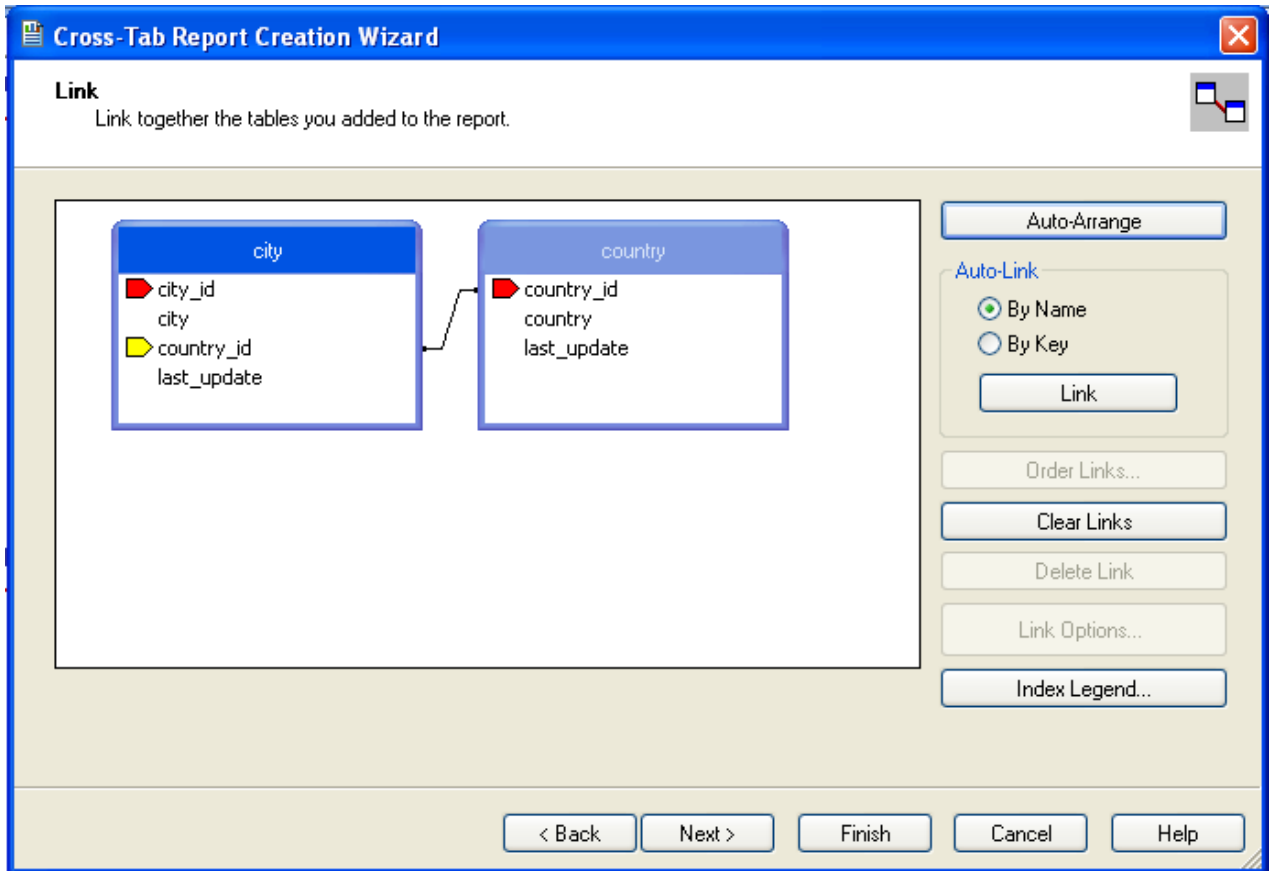 Cross-Tab Report Creation Wizard
Link
Link together the tables you added to the report.
city
city_id
city
country_id
last_update
country
country_id
country
last_update
Auto-Arrange
Auto-Link
By Name
By Key
Link
Order Links...
Clear Links
Delete Link
Link Options...
Index Legend...
< Back
Next >
Finish
Cancel
Help